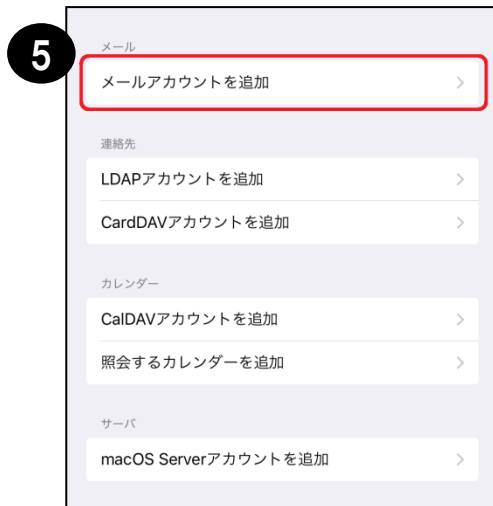 5
メール
メールアカウントを追加
連絡先
LDAPアカウントを追加
CardDAVアカウントを追加
カレンダー
CalDAVアカウントを追加
照会するカレンダーを追加
サーバ
macOS Serverアカウントを追加